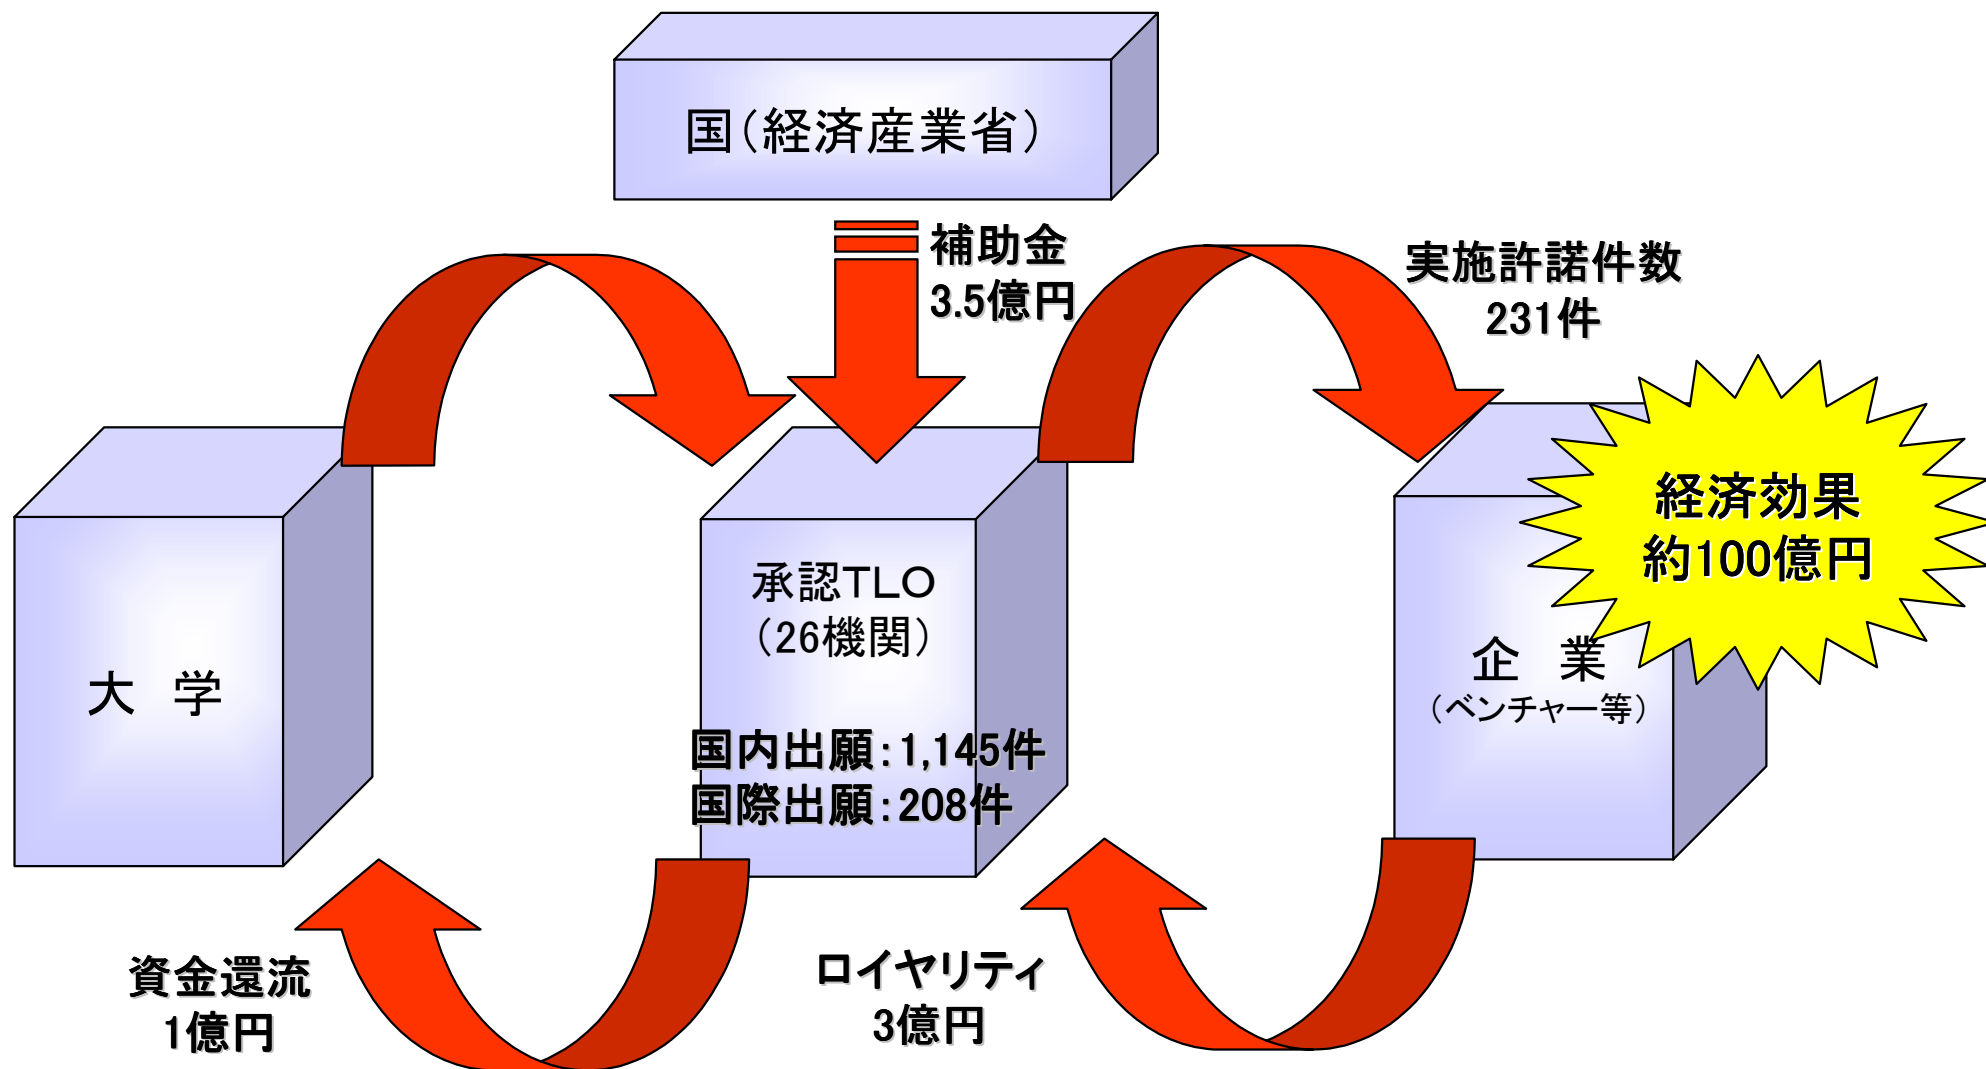 国（経済産業省）
補助金
3.5億円
実施許諾件数
231件
経済効果
約100億円
承認TLO
（26機関）
大　学
企　業
（ベンチャー等）
国内出願：1,145件
国際出願：208件
資金還流
1億円
ロイヤリティ
3億円